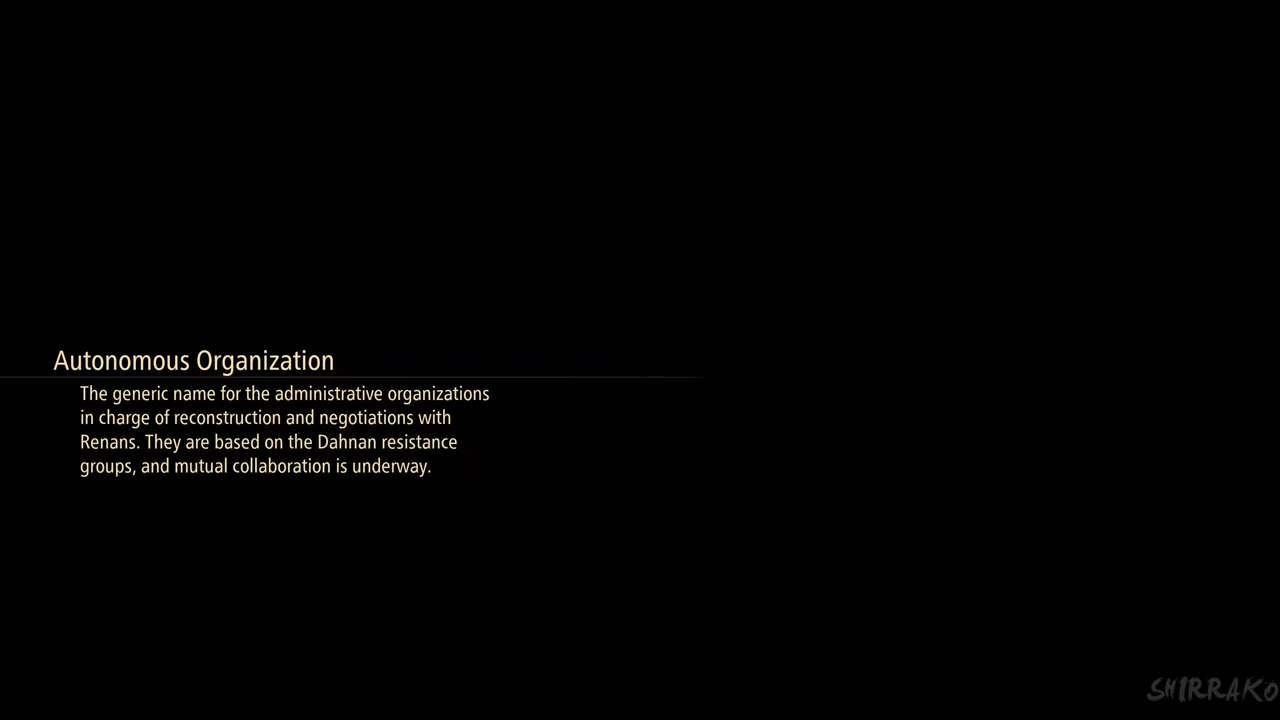 Autonomous Organization
The generic name for the administrative organizations
in charge of reconstruction and negotiations with
Renans. They are based on the Dahnan resistance
groups, and mutual collaboration is underway.
SHIRRAKO